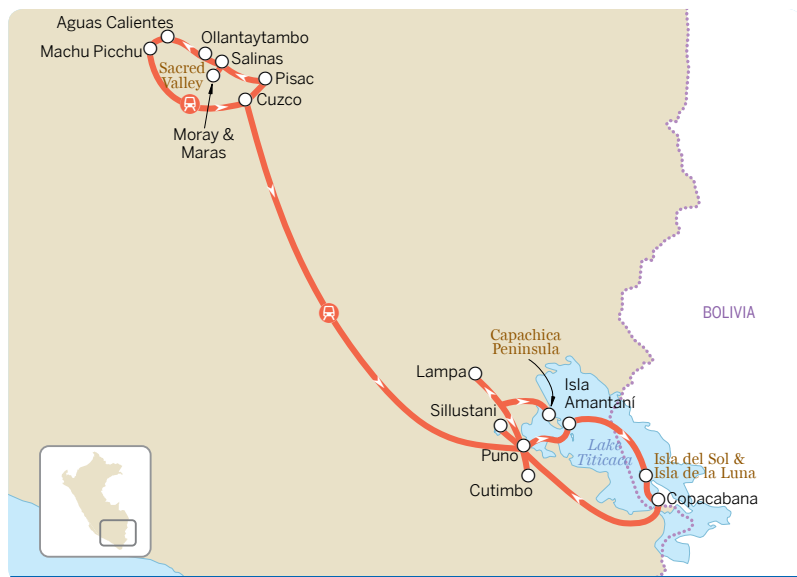 Aguas Calientes
Ollantaytambo
Machu Picchu
Salinas
Sacred
Valley
Pisac
Cuzco
Moray &
Maras
BOLIVIA
Capachica
Peninsula
Lampa
Isla
Amantaní
Sillustani
Lake
Titicaca
Puno
Isla del Sol &
Isla de la Luna
Cutimbo
Copacabana